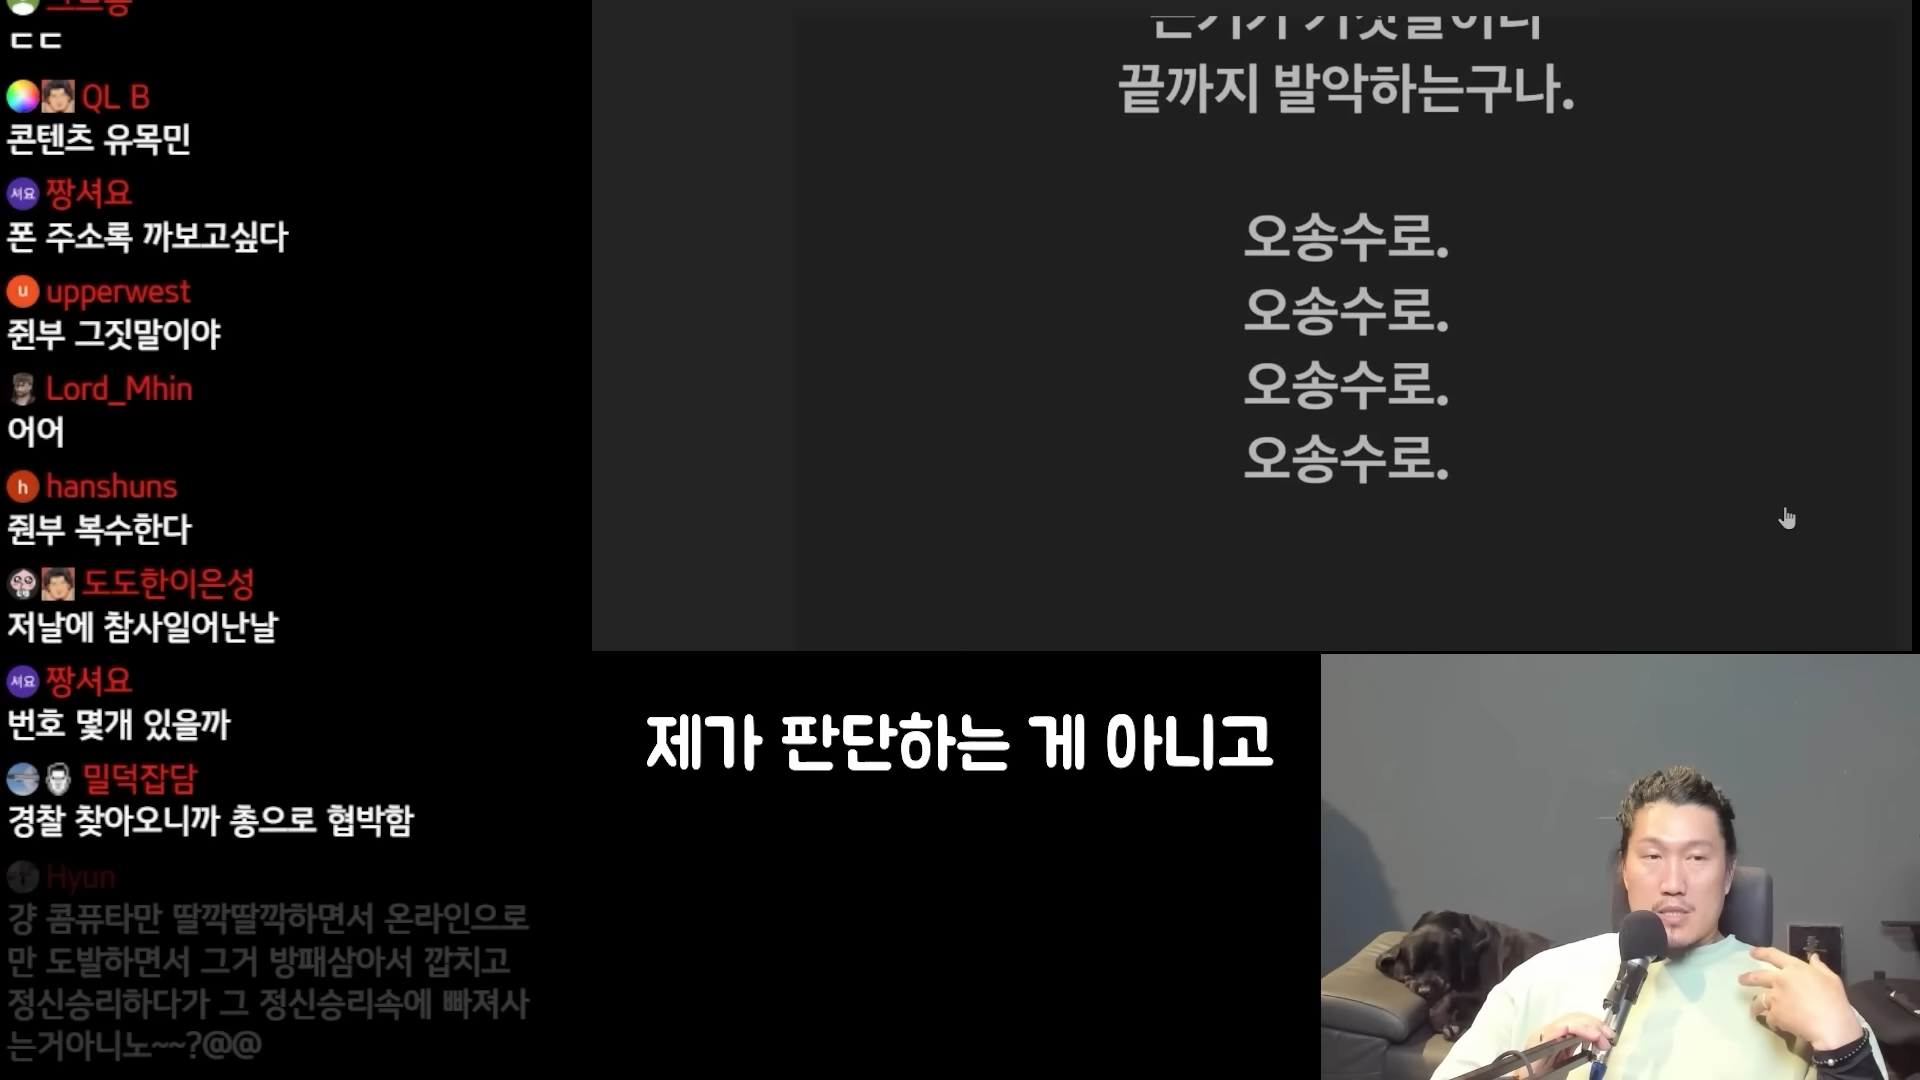 ㄷㄷ
QL B
콘텐츠 유목민
셔요 짱셔요
폰 주소록 까보고싶다
u upperwest
쥔부 그짓말이야
Lord_Mhin
어어
h hanshuns
줜부 복수한다
도도한이은성
저날에 참사일어난날
셔요 짱셔요
번호 몇개 있을까
밀덕잡담
경찰 찾아오니까 총으로 협박함
Hyun
걍 콤퓨타만 딸깍딸깍하면서 온라인으로
만 도발하면서 그거 방패삼아서 깝치고
정신승리하다가 그 정신승리속에 빠져사
는거아니노~~?@@
끝까지 발악하는구나.
오송수로.
오송수로.
오송수로.
오송수로.
제가 판단하는 게 아니고